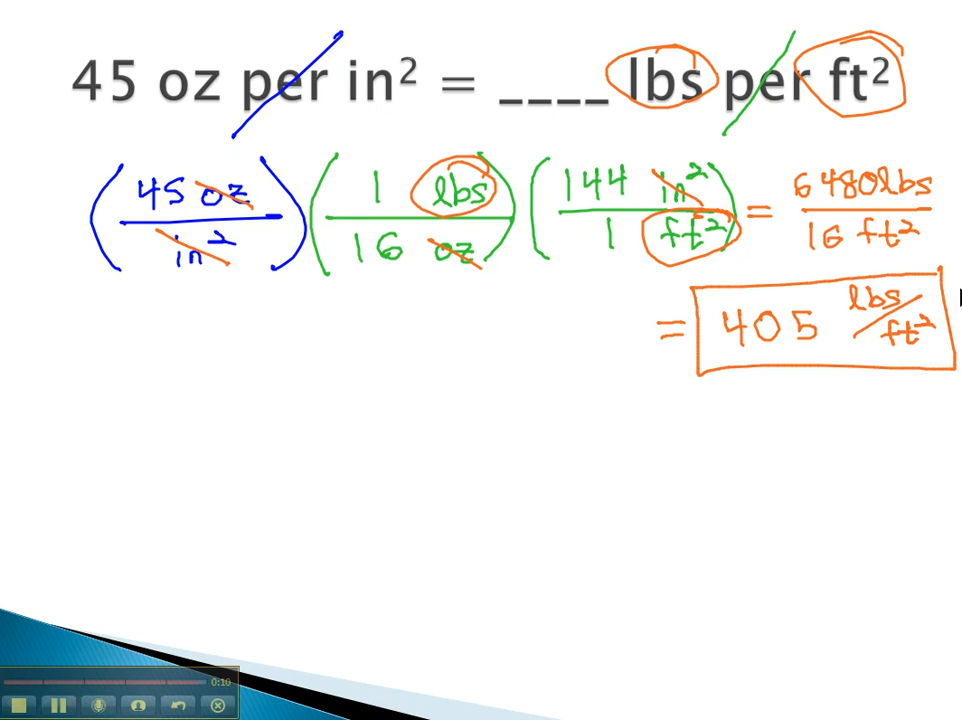 45 oz per in² = ____ lbs per ft²
(45 oz / in²) (1 lbs / 16 oz) (144 in² / 1 ft²) = 6480 lbs / 16 ft²
= 405 lbs/ft²
0:10